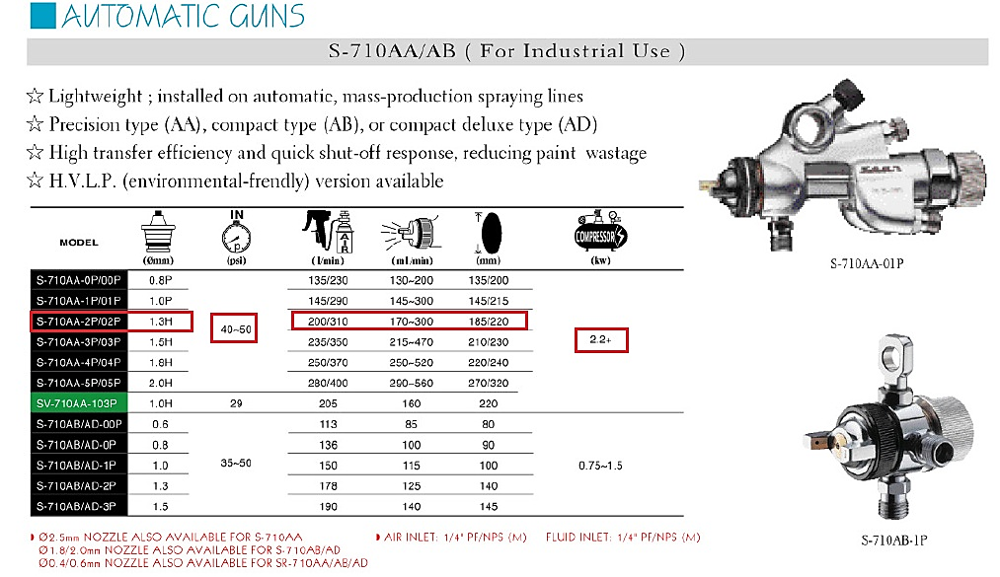 AUTOMATIC GUNS
S-710AA/AB ( For Industrial Use )
☆ Lightweight ; installed on automatic, mass-production spraying lines
☆ Precision type (AA), compact type (AB), or compact deluxe type (AD)
☆ High transfer efficiency and quick shut-off response, reducing paint wastage
☆ H.V.L.P. (environmental-frendly) version available
S-710AA-01P
IN
P
AIR
COMPRESSOR
MODEL (Ømm) (psi) (l/min) (ml/min) (mm) (kw)
S-710AA-0P/00P 0.8P 135/230 130~200 135/200
S-710AA-1P/01P 1.0P 145/290 145~300 145/215
S-710AA-2P/02P 1.3H 40~50 200/310 170~300 185/220
S-710AA-3P/03P 1.5H 235/350 215~470 210/230 2.2+
S-710AA-4P/04P 1.8H 250/370 250~520 220/240
S-710AA-5P/05P 2.0H 280/400 290~560 270/320
SV-710AA-103P 1.0H 29 205 160 220
S-710AB/AD-00P 0.6 113 85 80
S-710AB/AD-0P 0.8 136 100 90
S-710AB/AD-1P 1.0 35~50 150 115 100 0.75~1.5
S-710AB/AD-2P 1.3 178 125 140
S-710AB/AD-3P 1.5 190 140 145
S-710AB-1P
Ø2.5mm NOZZLE ALSO AVAILABLE FOR S-710AA
AIR INLET: 1/4" PF/NPS (M) FLUID INLET: 1/4" PF/NPS (M)
Ø1.8/2.0mm NOZZLE ALSO AVAILABLE FOR S-710AB/AD
Ø0.4/0.6mm NOZZLE ALSO AVAILABLE FOR SR-710AA/AB/AD